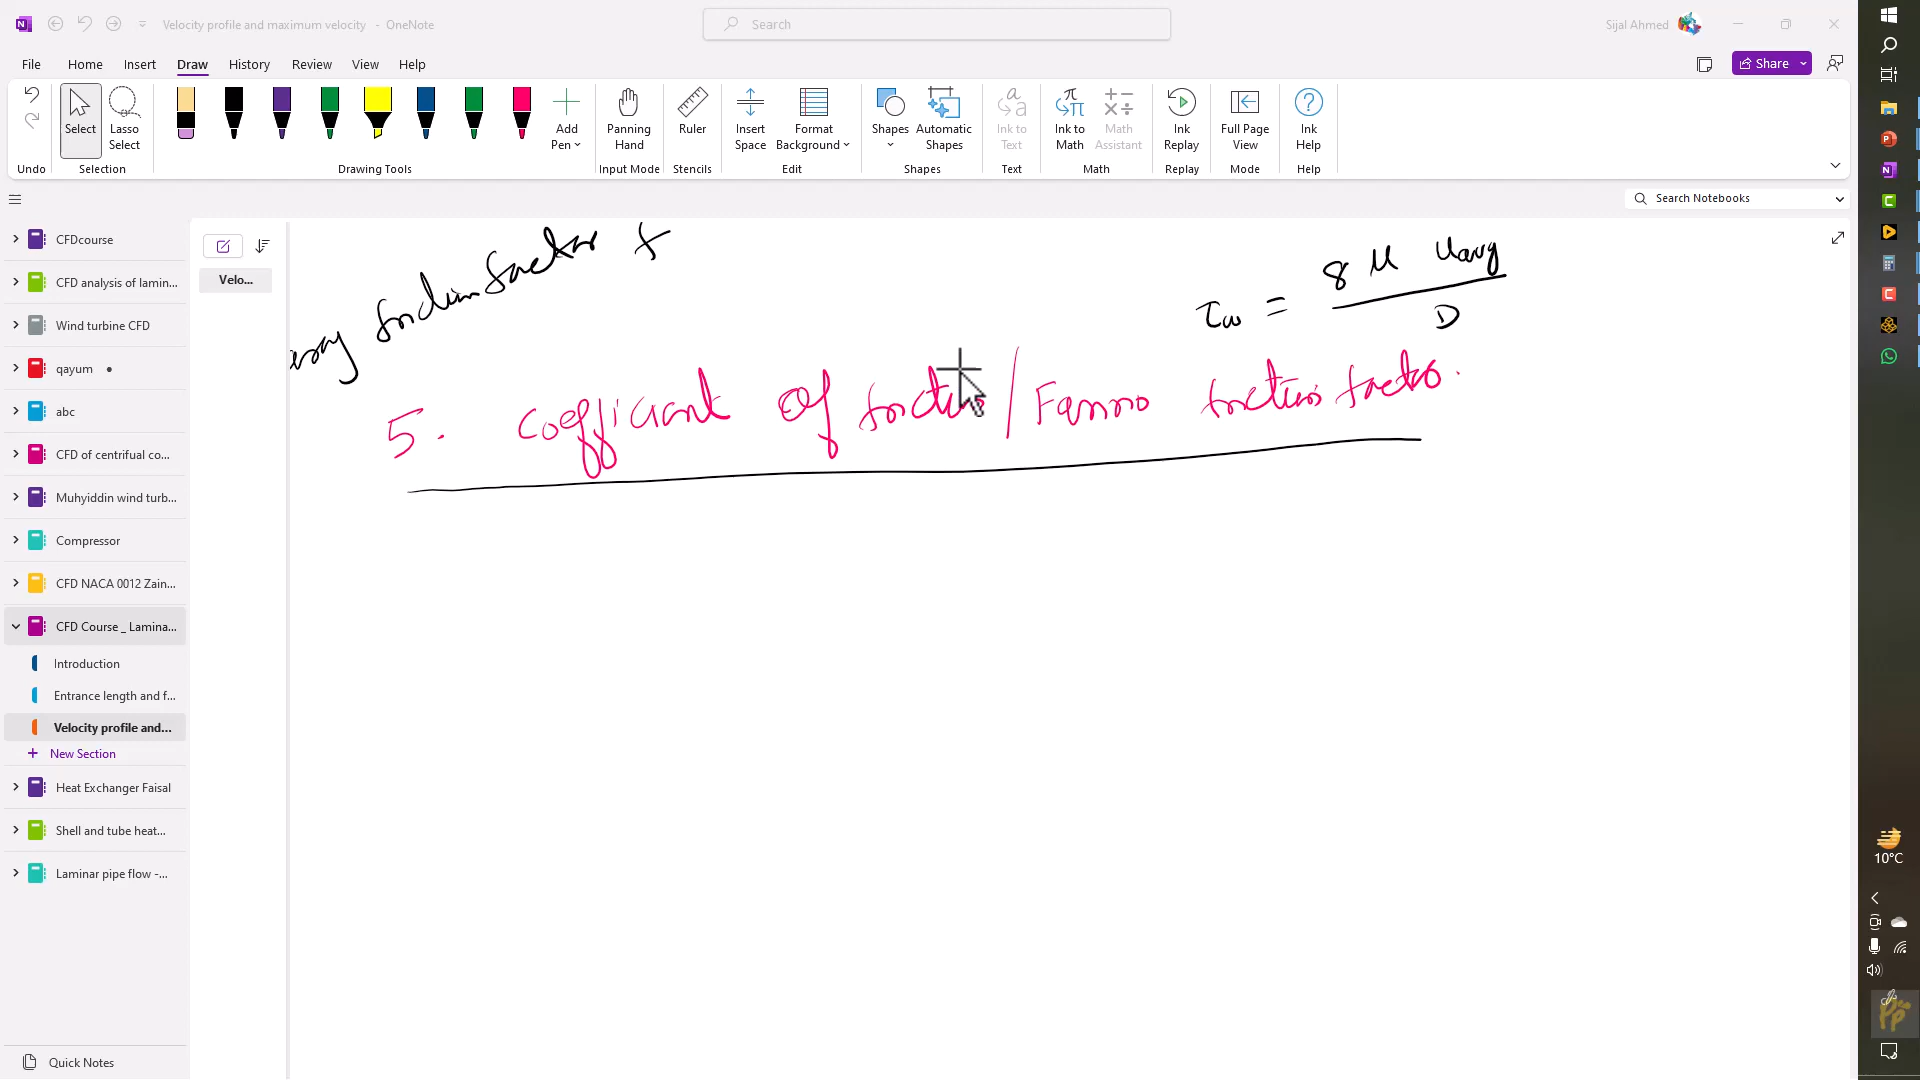 Velocity profile and maximum velocity - OneNote
Search
Sijal Ahmed
File Home Insert Draw History Review View Help
Share
Undo
Select
Lasso Select
Selection
Add Pen
Drawing Tools
Panning Hand
Input Mode
Ruler
Stencils
Insert Space
Format Background
Edit
Shapes
Automatic Shapes
Shapes
Ink to Text
Text
Ink to Math
Math Assistant
Math
Ink Replay
Replay
Full Page View
Mode
Ink Help
Help
Search Notebooks
CFDcourse
CFD analysis of lamin...
Wind turbine CFD
qayum
abc
CFD of centrifual co...
Muhyiddin wind turb...
Compressor
CFD NACA 0012 Zain...
CFD Course _ Lamina...
Introduction
Entrance length and f...
Velocity profile and...
New Section
Heat Exchanger Faisal
Shell and tube heat...
Laminar pipe flow -...
Quick Notes
Velo...
friction factor f
τw = 8 μ Uavg / D
5. Coefficiant of friction / Fanno friction factor.
10°C